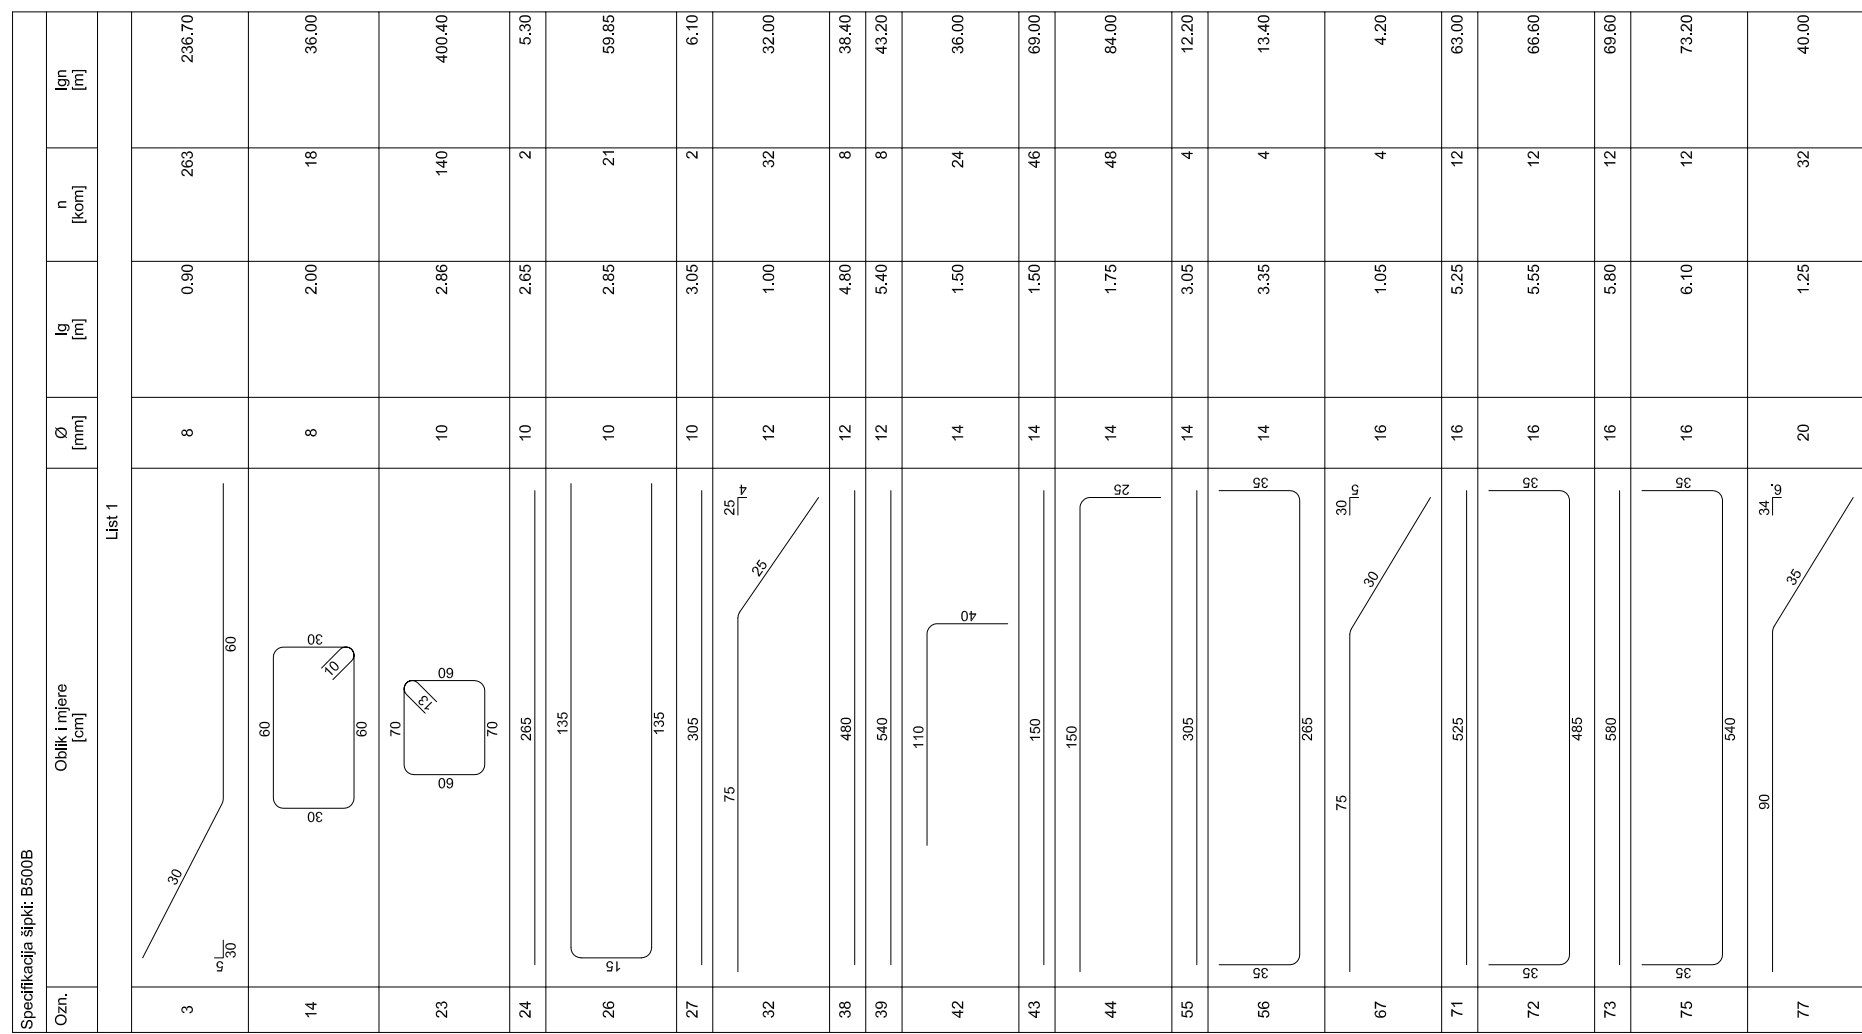 Specifikacija šipki: B500B
Ozn. Oblik i mjere [cm] Ø [mm] lg [m] n [kom] lgn [m]
List 1
3 5 30 30 60 8 0.90 263 236.70
14 30 60 60 30 10 8 2.00 18 36.00
23 60 70 70 60 13 10 2.86 140 400.40
24 265 10 2.65 2 5.30
26 15 135 135 10 2.85 21 59.85
27 305 10 3.05 2 6.10
32 75 25 25 4 12 1.00 32 32.00
38 480 12 4.80 8 38.40
39 540 12 5.40 8 43.20
42 110 40 14 1.50 24 36.00
43 150 14 1.50 46 69.00
44 150 25 14 1.75 48 84.00
55 305 14 3.05 4 12.20
56 35 265 35 14 3.35 4 13.40
67 75 30 30 5 16 1.05 4 4.20
71 525 16 5.25 12 63.00
72 35 485 35 16 5.55 12 66.60
73 580 16 5.80 12 69.60
75 35 540 35 16 6.10 12 73.20
77 90 35 34 20 1.25 32 40.00